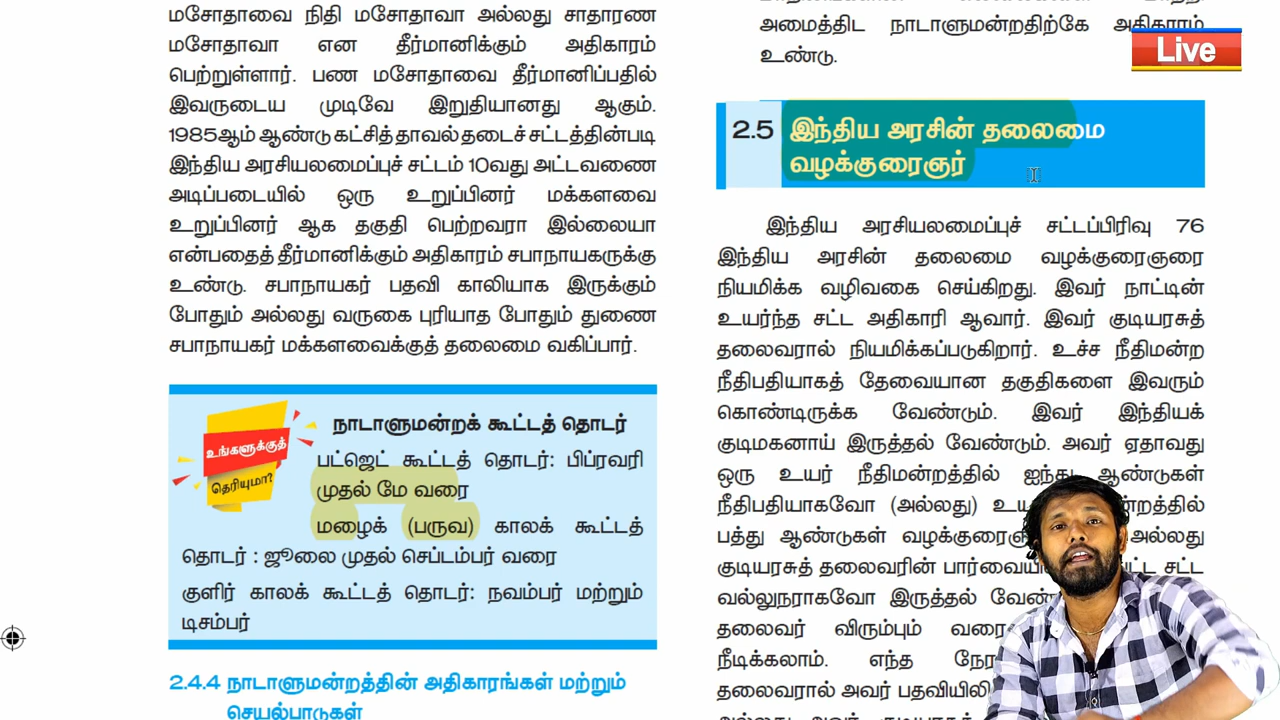 மசோதாவை நிதி மசோதாவா அல்லது சாதாரண
மசோதாவா என தீர்மானிக்கும் அதிகாரம்
பெற்றுள்ளார். பண மசோதாவை தீர்மானிப்பதில்
இவருடைய முடிவே இறுதியானது ஆகும்.
1985ஆம் ஆண்டு கட்சித்தாவல் தடைச் சட்டத்தின்படி
இந்திய அரசியலமைப்புச் சட்டம் 10வது அட்டவணை
அடிப்படையில் ஒரு உறுப்பினர் மக்களவை
உறுப்பினர் ஆக தகுதி பெற்றவரா இல்லையா
என்பதைத் தீர்மானிக்கும் அதிகாரம் சபாநாயகருக்கு
உண்டு. சபாநாயகர் பதவி காலியாக இருக்கும்
போதும் அல்லது வருகை புரியாத போதும் துணை
சபாநாயகர் மக்களவைக்குத் தலைமை வகிப்பார்.
உங்களுக்குத்
தெரியுமா?
நாடாளுமன்றக் கூட்டத் தொடர்
பட்ஜெட் கூட்டத் தொடர்: பிப்ரவரி
முதல் மே வரை
மழைக் (பருவ) காலக் கூட்டத்
தொடர் : ஜூலை முதல் செப்டம்பர் வரை
குளிர் காலக் கூட்டத் தொடர்: நவம்பர் மற்றும்
டிசம்பர்
2.4.4 நாடாளுமன்றத்தின் அதிகாரங்கள் மற்றும்
செயல்பாடுகள்
அமைத்திட நாடாளுமன்றதிற்கே அதிகாரம்
உண்டு.
Live
2.5 இந்திய அரசின் தலைமை
வழக்குரைஞர்
இந்திய அரசியலமைப்புச் சட்டப்பிரிவு 76
இந்திய அரசின் தலைமை வழக்குரைஞரை
நியமிக்க வழிவகை செய்கிறது. இவர் நாட்டின்
உயர்ந்த சட்ட அதிகாரி ஆவார். இவர் குடியரசுத்
தலைவரால் நியமிக்கப்படுகிறார். உச்ச நீதிமன்ற
நீதிபதியாகத் தேவையான தகுதிகளை இவரும்
கொண்டிருக்க வேண்டும். இவர் இந்தியக்
குடிமகனாய் இருத்தல் வேண்டும். அவர் ஏதாவது
ஒரு உயர் நீதிமன்றத்தில் ஐந்து ஆண்டுகள்
நீதிபதியாகவோ (அல்லது)
பத்து ஆண்டுகள் அல்லது
குடியரசுத் தலைவரின் சட்ட
வல்லுநராகவோ இருத்தல்
தலைவர் விரும்பும்
நீடிக்கலாம். எந்த
தலைவரால் அவர்